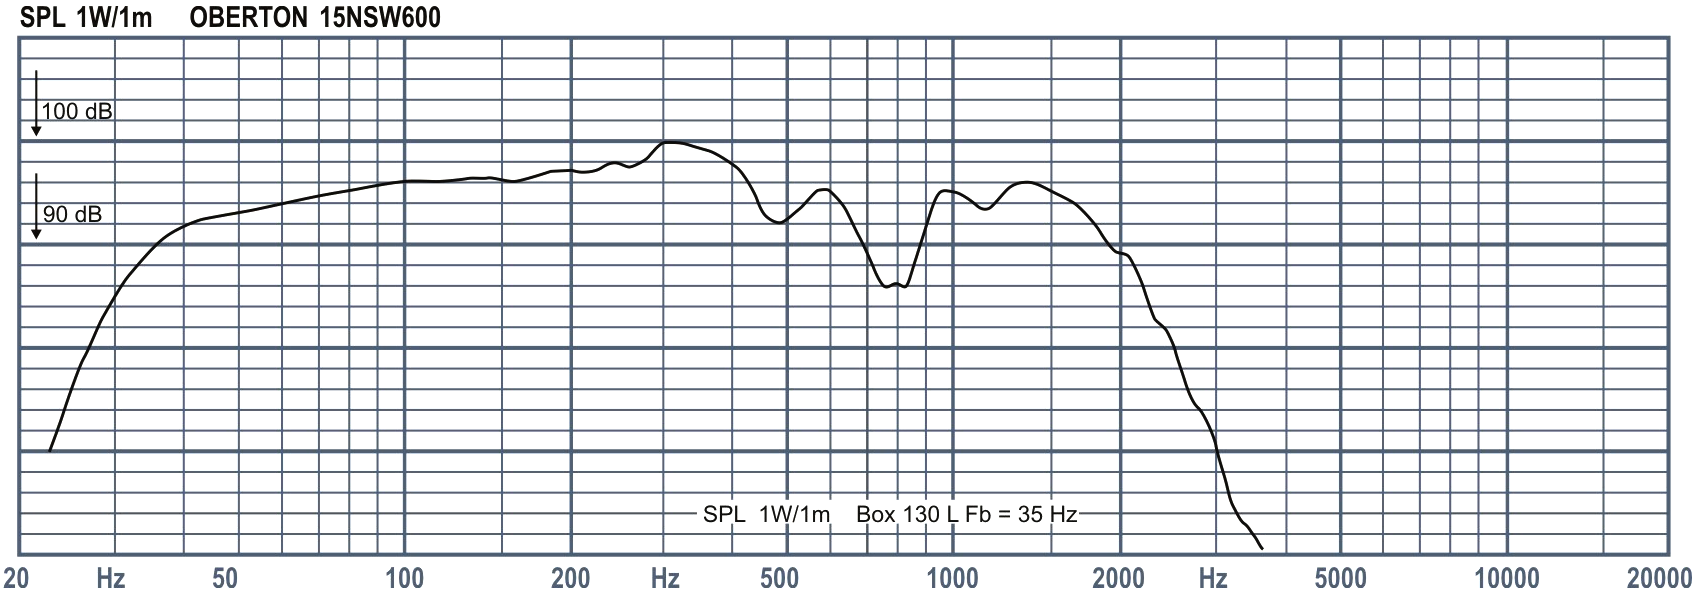 SPL 1W/1m OBERTON 15NSW600
100 dB
90 dB
SPL 1W/1m Box 130 L Fb = 35 Hz
20 Hz 50 100 200 Hz 500 1000 2000 Hz 5000 10000 20000